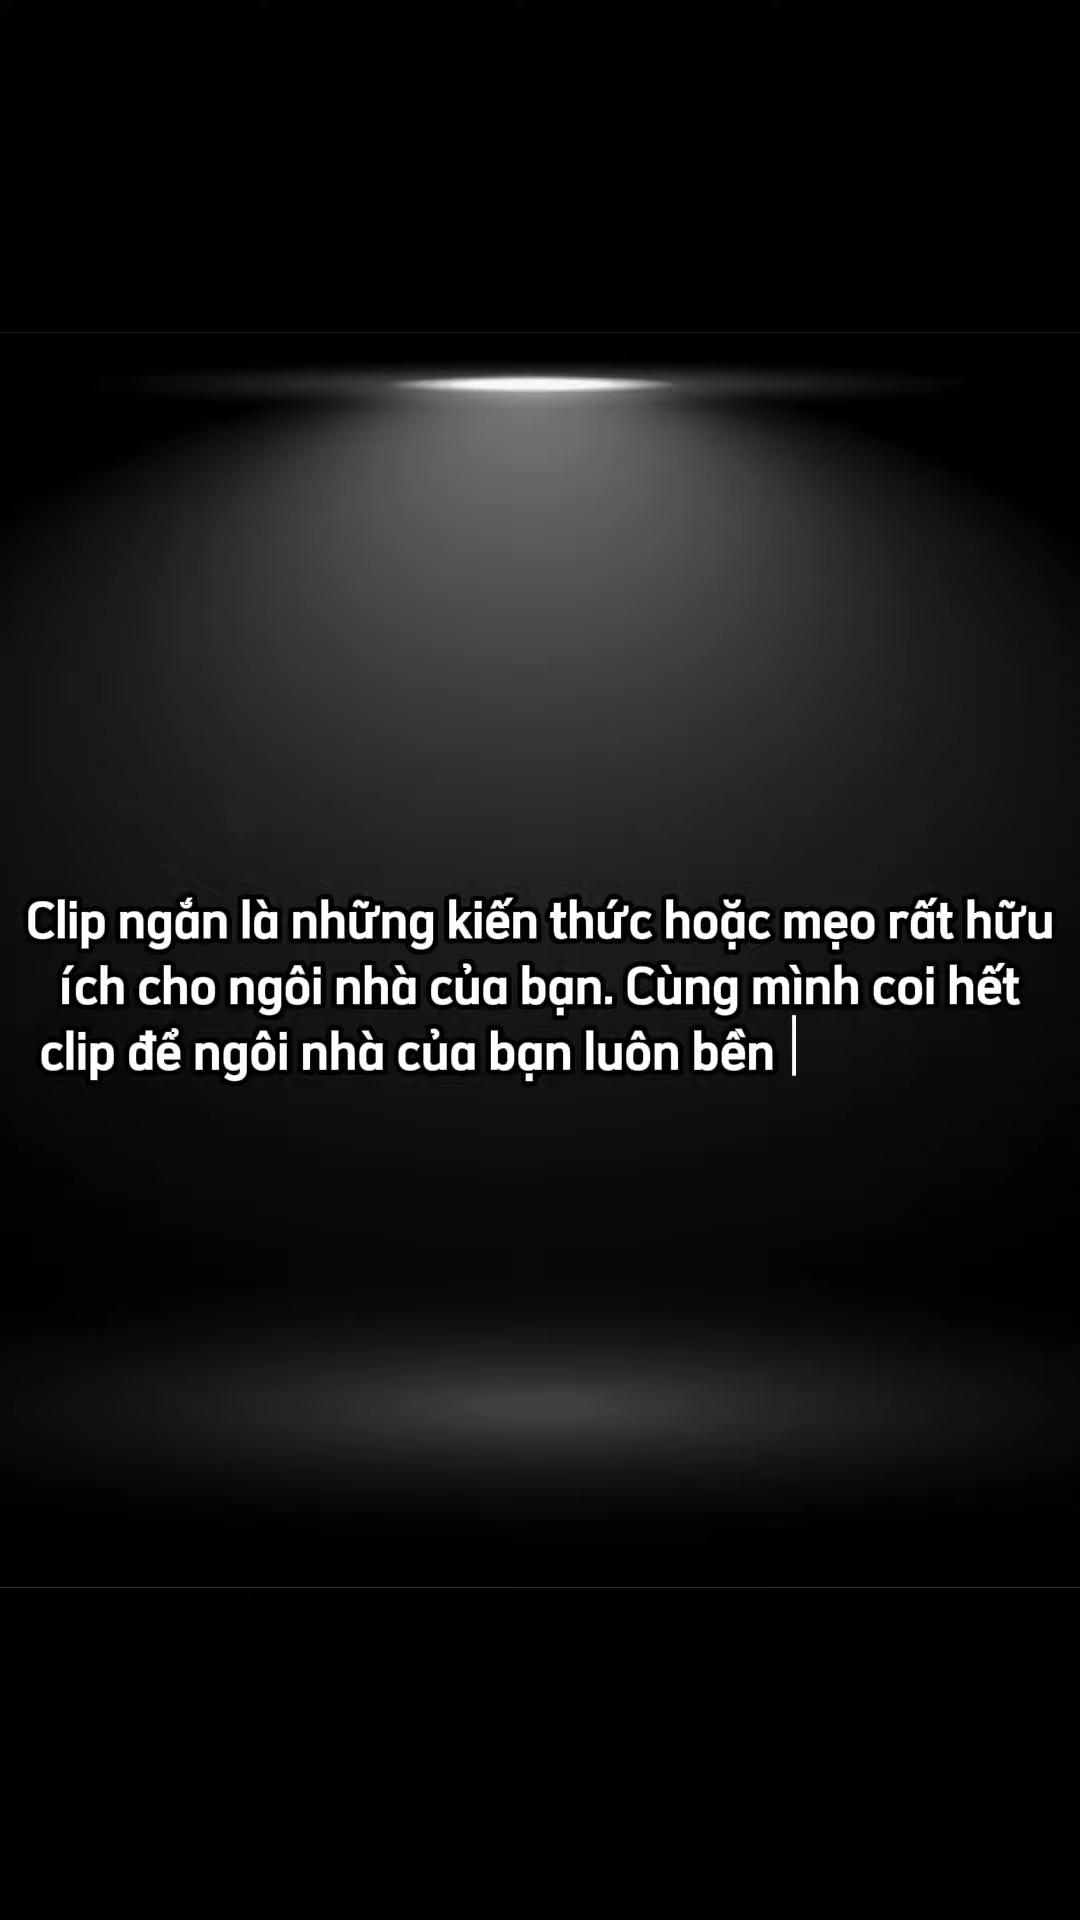 Clip ngắn là những kiến thức hoặc mẹo rất hữu
ích cho ngôi nhà của bạn. Cùng mình coi hết
clip để ngôi nhà của bạn luôn bền